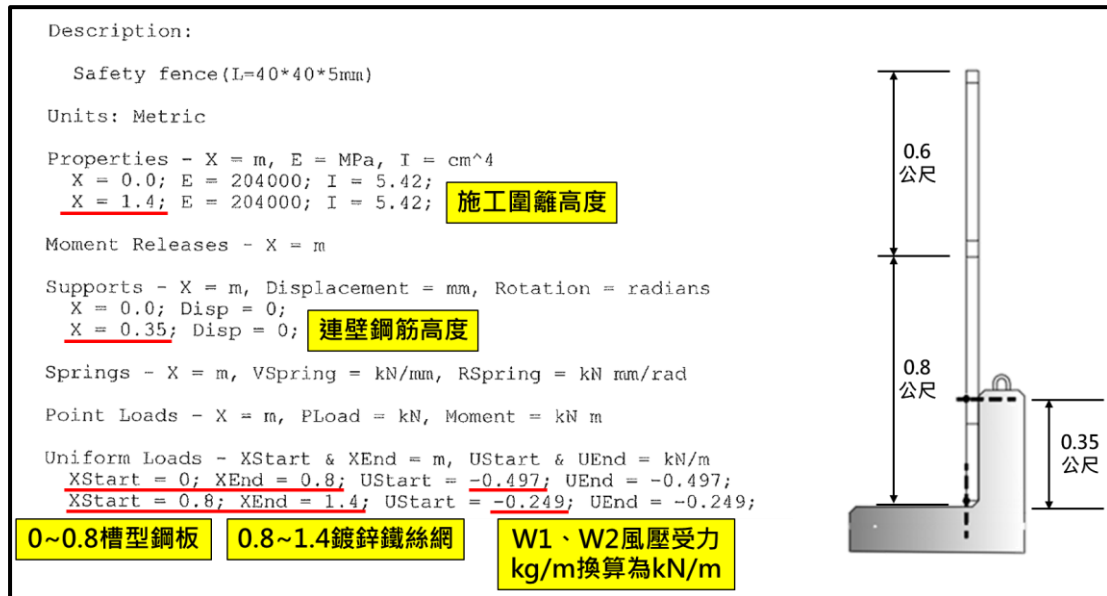 Description:
Safety fence(L=40*40*5mm)
Units: Metric
Properties - X = m, E = MPa, I = cm^4
X = 0.0; E = 204000; I = 5.42;
X = 1.4; E = 204000; I = 5.42;
施工圍籬高度
Moment Releases - X = m
Supports - X = m, Displacement = mm, Rotation = radians
X = 0.0; Disp = 0;
X = 0.35; Disp = 0;
連壁鋼筋高度
Springs - X = m, VSpring = kN/mm, RSpring = kN mm/rad
Point Loads - X = m, PLoad = kN, Moment = kN m
Uniform Loads - XStart & XEnd = m, UStart & UEnd = kN/m
XStart = 0; XEnd = 0.8; UStart = -0.497; UEnd = -0.497;
XStart = 0.8; XEnd = 1.4; UStart = -0.249; UEnd = -0.249;
0~0.8槽型鋼板
0.8~1.4鍍鋅鐵絲網
W1、W2風壓受力
kg/m換算為kN/m
0.6
公尺
0.8
公尺
0.35
公尺